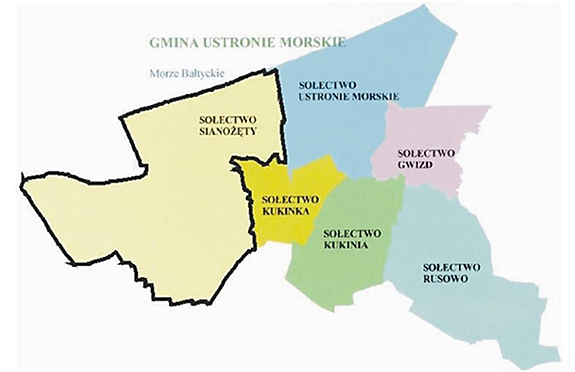 GMINA USTRONIE MORSKIE
Morze Bałtyckie
SOŁECTWO
USTRONIE MORSKIE
SOŁECTWO
SIANOŻĘTY
SOŁECTWO
GWIZD
SOŁECTWO
KUKINKA
SOŁECTWO
KUKINIA
SOŁECTWO
RUSOWO